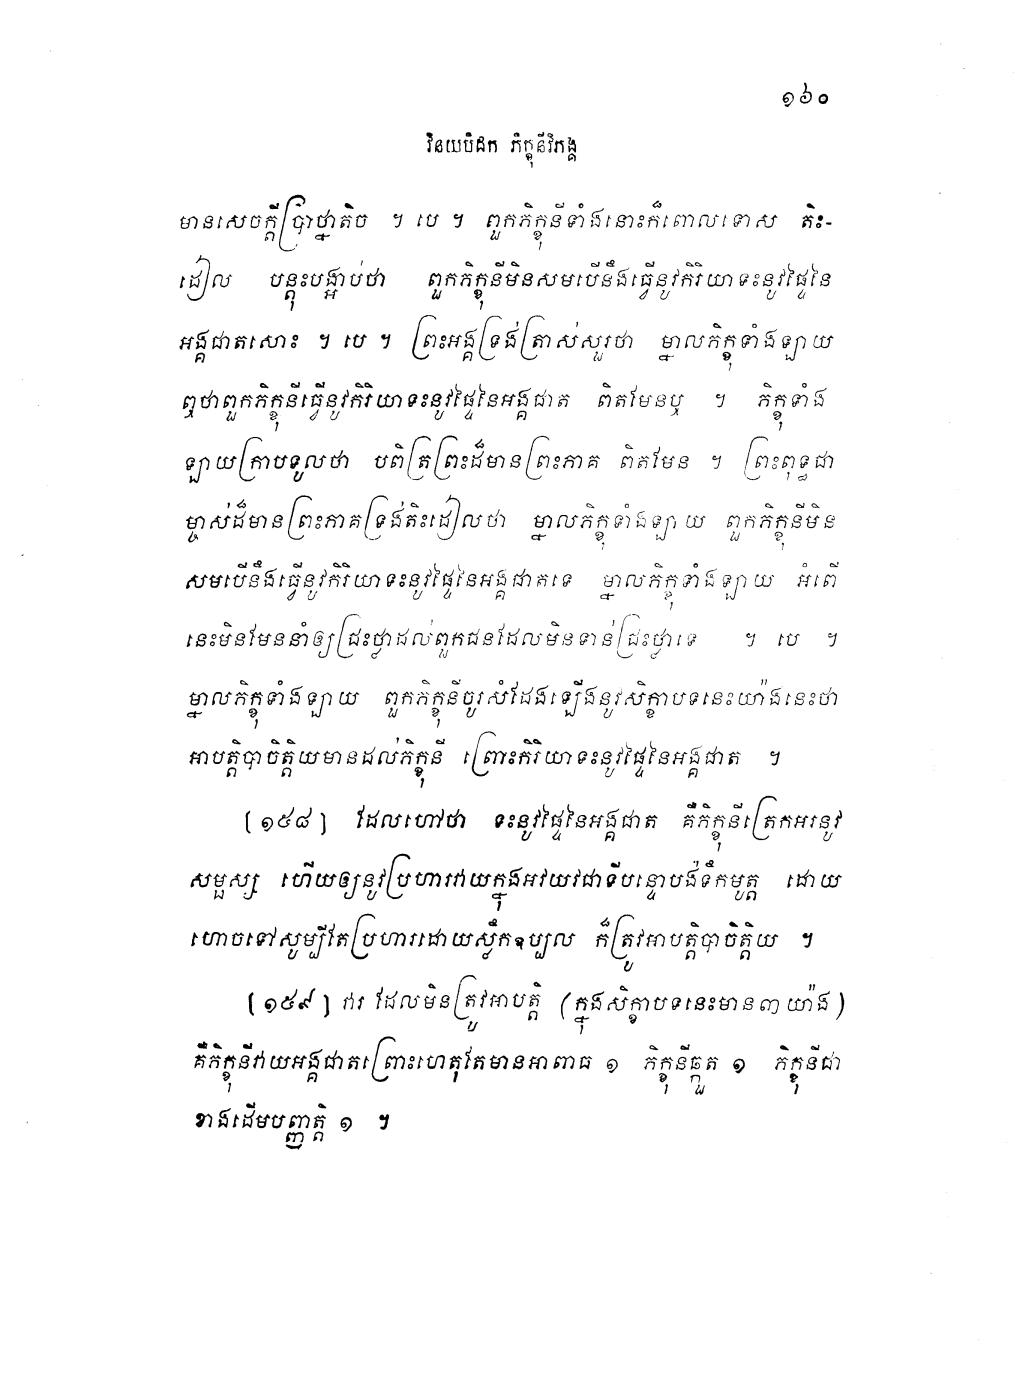 ១៦០
វិនយបិដក ភិក្ខុនីវិភង្គ
មានសេចក្តីប្រាថ្នាតិច ។ បេ ។ ពួកភិក្ខុនីទាំងនោះក៏ពោលទោស តិះ-
ដៀល បន្តុះបង្អាប់ថា ពួកភិក្ខុនីមិនសមបើនឹងធ្វើនូវកិរិយាទះនូវផ្ទៃនៃ
អង្គជាតសោះ ។ បេ ។ ព្រះអង្គទ្រង់ត្រាស់សួរថា ម្នាលភិក្ខុទាំងឡាយ
ឮថាពួកភិក្ខុនីធ្វើនូវកិរិយាទះនូវផ្ទៃនៃអង្គជាត ពិតមែនឬ ។ ភិក្ខុទាំង
ឡាយក្រាបទូលថា បពិត្រព្រះដ៏មានព្រះភាគ ពិតមែន ។ ព្រះពុទ្ធជា
ម្ចាស់ដ៏មានព្រះភាគទ្រង់តិះដៀលថា ម្នាលភិក្ខុទាំងឡាយ ពួកភិក្ខុនីមិន
សមបើនឹងធ្វើនូវកិរិយាទះនូវផ្ទៃនៃអង្គជាតទេ ម្នាលភិក្ខុទាំងឡាយ អំពើ
នេះមិនមែននាំឲ្យជ្រះថ្លាដល់ពួកជនដែលមិនទាន់ជ្រះថ្លាទេ ។ បេ ។
ម្នាលភិក្ខុទាំងឡាយ ពួកភិក្ខុនីចូរសំដែងឡើងនូវសិក្ខាបទនេះយ៉ាងនេះថា
អាបត្តិបាចិត្តិយមានដល់ភិក្ខុនី ព្រោះកិរិយាទះនូវផ្ទៃនៃអង្គជាត ។
[១៥៨] ដែលហៅថា ទះនូវផ្ទៃនៃអង្គជាត គឺភិក្ខុនីត្រេកអរនូវ
សម្ផស្ស ហើយឲ្យនូវប្រហារវាយក្នុងអវយវជាទីបន្ទោបង់ទឹកមូត្ត ដោយ
ហោចទៅសូម្បីតែប្រហារដោយស្លឹកឧប្បល ក៏ត្រូវអាបត្តិបាចិត្តិយ ។
[១៥៩] វារៈដែលមិនត្រូវអាបត្តិ (ក្នុងសិក្ខាបទនេះមាន៣យ៉ាង)
គឺភិក្ខុនីវាយអង្គជាតព្រោះហេតុតែមានអាពាធ ១ ភិក្ខុនីឆ្កួត ១ ភិក្ខុនីជា
ខាងដើមបញ្ញត្តិ ១ ។